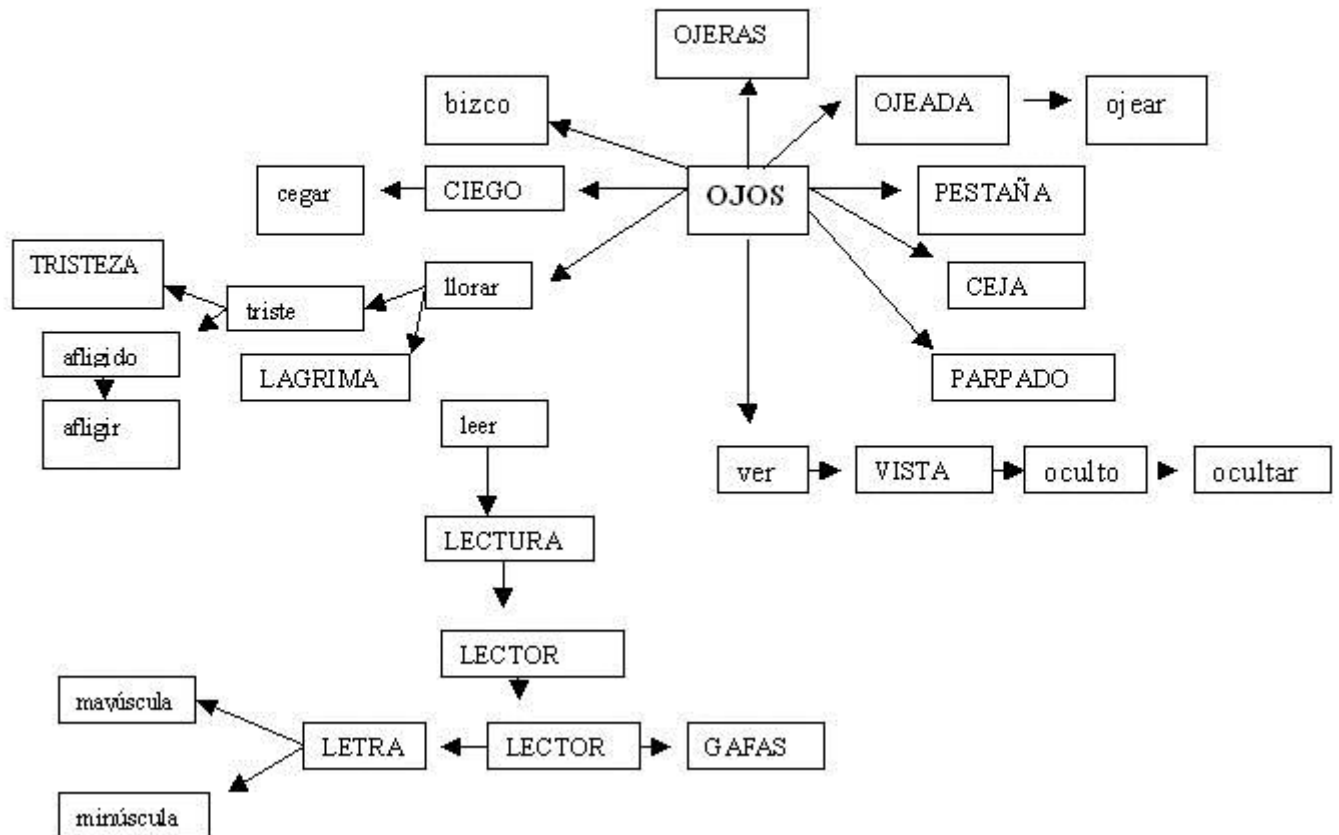 OJERAS
bizco
OJEADA
ojear
cegar
CIEGO
OJOS
PESTAÑA
TRISTEZA
llorar
CEJA
triste
afligido
LAGRIMA
PARPADO
afligir
leer
ver
VISTA
oculto
ocultar
LECTURA
LECTOR
mayúscula
LETRA
LECTOR
GAFAS
minúscula